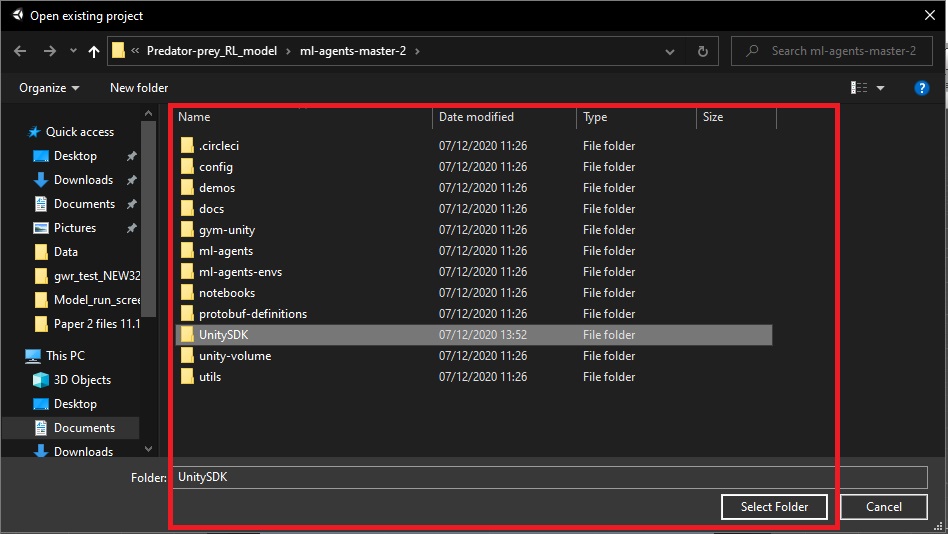 Open existing project
« Predator-prey_RL_model › ml-agents-master-2 ›
Search ml-agents-master-2
Organize
New folder
?
Quick access
Desktop
Downloads
Documents
Pictures
Data
gwr_test_NEW32
Model_run_scree
Paper 2 files 11.1
This PC
3D Objects
Desktop
Documents
Downloads
Name Date modified Type Size
.circleci 07/12/2020 11:26 File folder
config 07/12/2020 11:26 File folder
demos 07/12/2020 11:26 File folder
docs 07/12/2020 11:26 File folder
gym-unity 07/12/2020 11:26 File folder
ml-agents 07/12/2020 11:26 File folder
ml-agents-envs 07/12/2020 11:26 File folder
notebooks 07/12/2020 11:26 File folder
protobuf-definitions 07/12/2020 11:26 File folder
UnitySDK 07/12/2020 13:52 File folder
unity-volume 07/12/2020 11:26 File folder
utils 07/12/2020 11:26 File folder
Folder: UnitySDK
Select Folder
Cancel